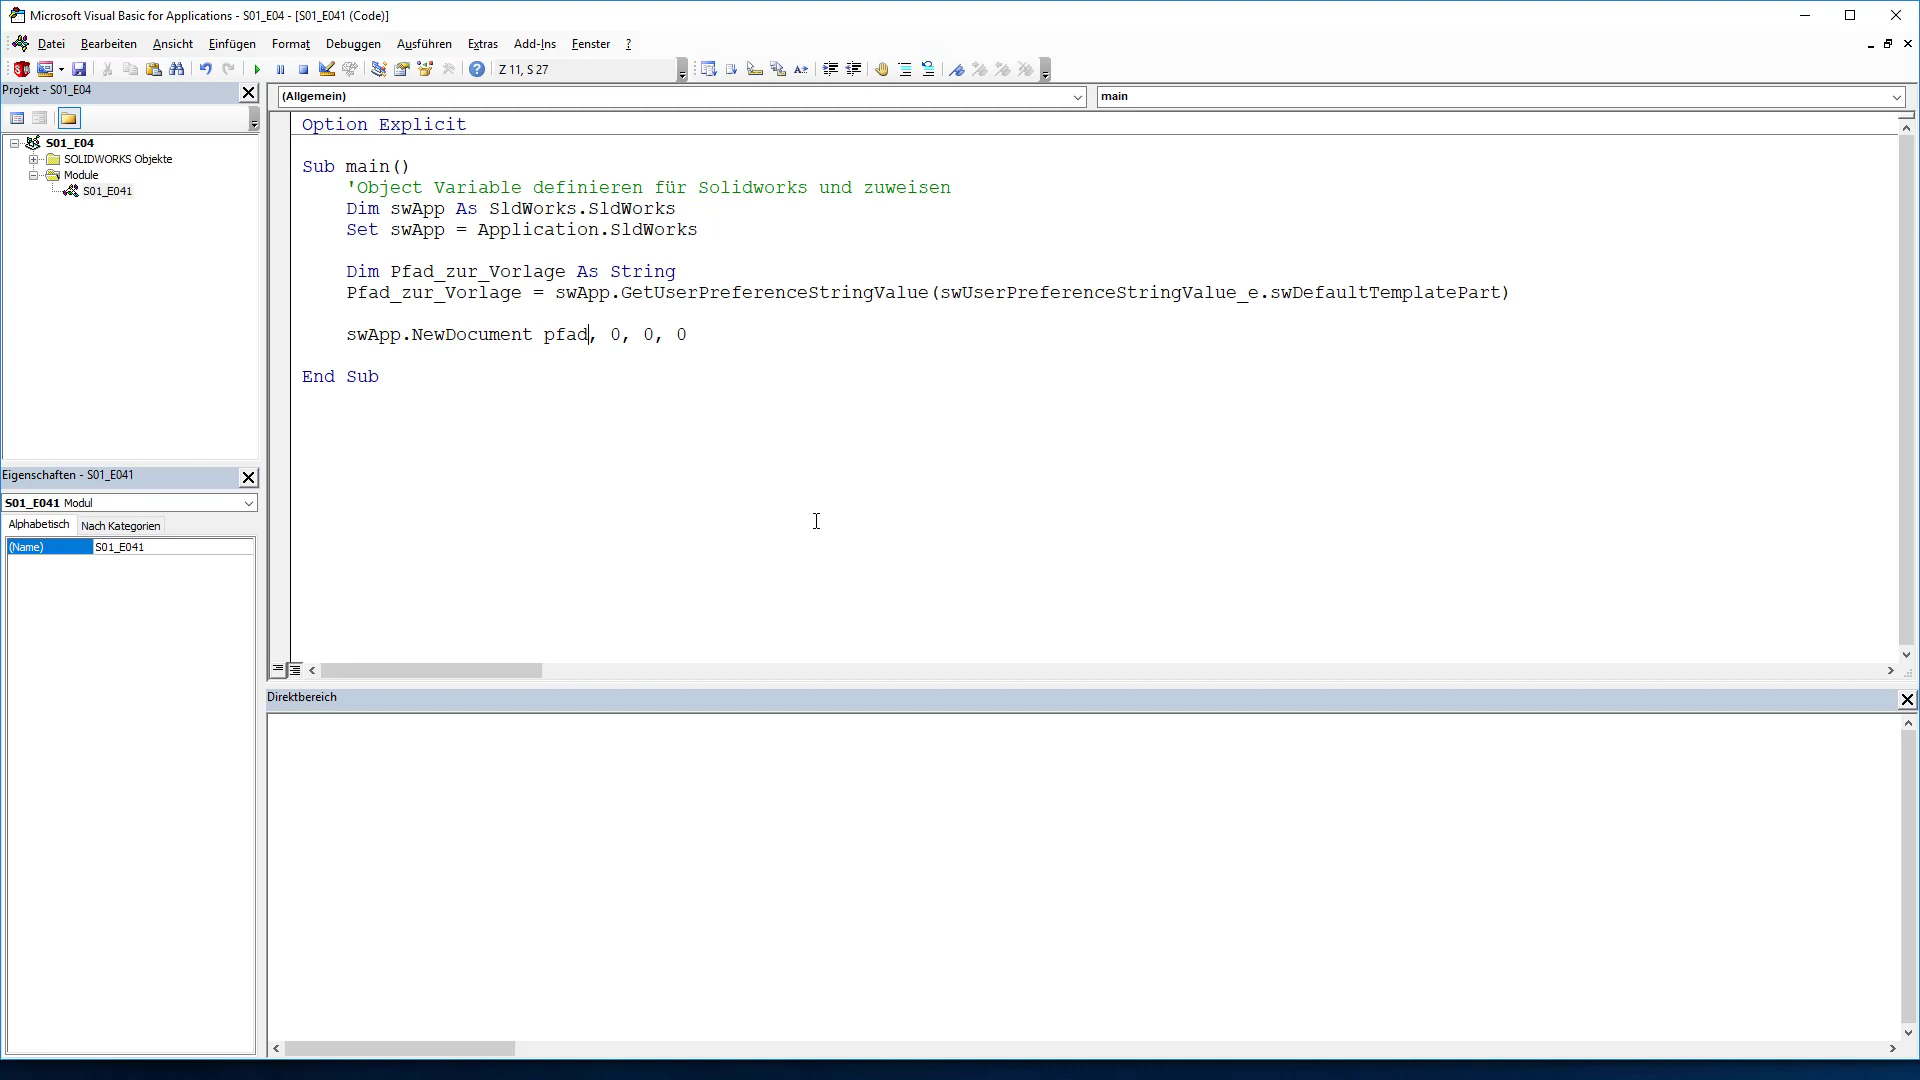 Microsoft Visual Basic for Applications - S01_E04 - [S01_E041 (Code)]
Datei Bearbeiten Ansicht Einfügen Format Debuggen Ausführen Extras Add-Ins Fenster ?
Z 11, S 27
Projekt - S01_E04
S01_E04
SOLIDWORKS Objekte
Module
S01_E041
(Allgemein)
main
Option Explicit
Sub main()
'Object Variable definieren für Solidworks und zuweisen
Dim swApp As SldWorks.SldWorks
Set swApp = Application.SldWorks
Dim Pfad_zur_Vorlage As String
Pfad_zur_Vorlage = swApp.GetUserPreferenceStringValue(swUserPreferenceStringValue_e.swDefaultTemplatePart)
swApp.NewDocument pfad, 0, 0, 0
End Sub
Eigenschaften - S01_E041
S01_E041 Modul
Alphabetisch Nach Kategorien
(Name) S01_E041
Direktbereich